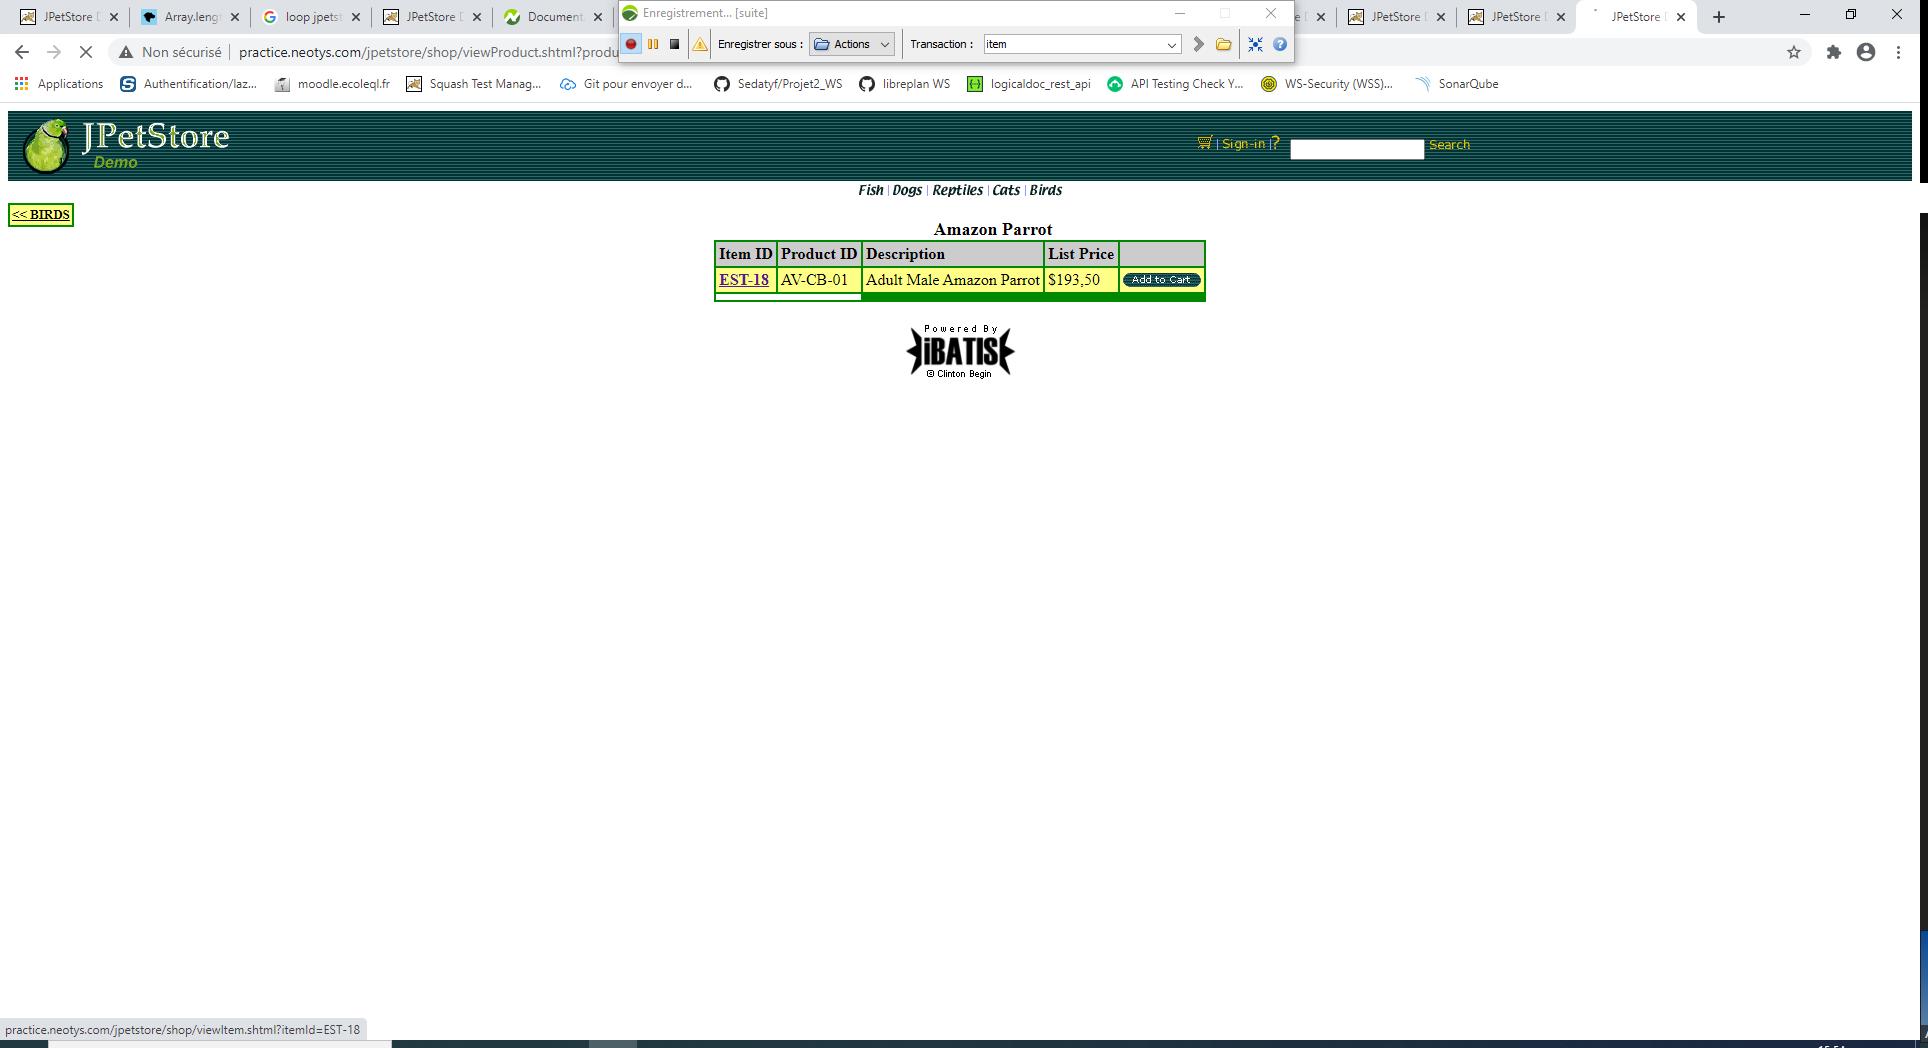 JPetStore D
Array.leng
loop jpetst
JPetStore D
Document.
Enregistrement... [suite]
JPetStore D
JPetStore D
JPetStore D
Non sécurisé
practice.neotys.com/jpetstore/shop/viewProduct.shtml?produ
Enregistrer sous :
Actions
Transaction :
item
Applications
Authentification/laz...
moodle.ecoleql.fr
Squash Test Manag...
Git pour envoyer d...
Sedatyf/Projet2_WS
libreplan WS
logicaldoc_rest_api
API Testing Check Y...
WS-Security (WSS)...
SonarQube
JPetStore
Demo
| Sign-in | ?
Search
Fish | Dogs | Reptiles | Cats | Birds
<< BIRDS
Amazon Parrot
Item ID Product ID Description List Price
EST-18 AV-CB-01 Adult Male Amazon Parrot $193,50 Add to Cart
Powered By
iBATIS
© Clinton Begin
practice.neotys.com/jpetstore/shop/viewItem.shtml?itemId=EST-18